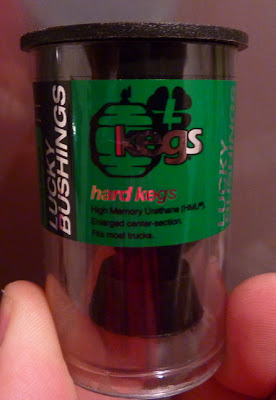 LUCKY
BUSHINGS
kegs
hard kegs
High Memory Urethane (HMU).
Enlarged center-section.
Fits most trucks.
LUCKY